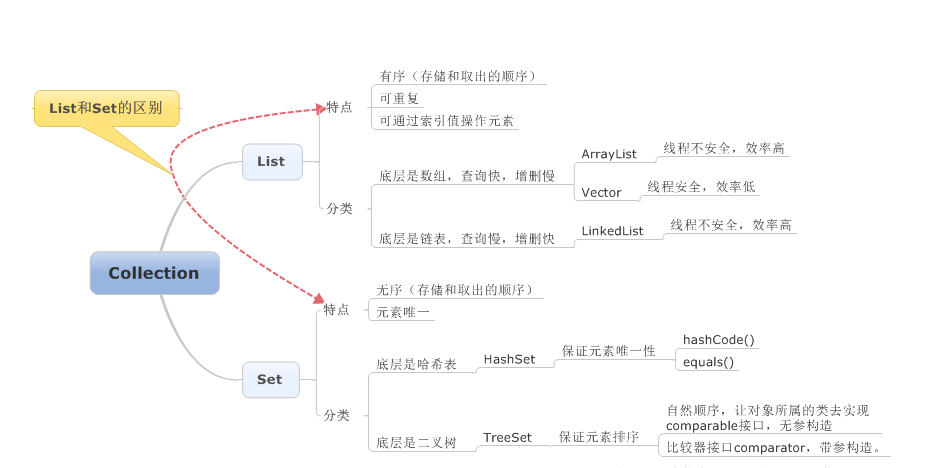 List和Set的区别
Collection
List
特点
有序（存储和取出的顺序）
可重复
可通过索引值操作元素
分类
底层是数组，查询快，增删慢
ArrayList
线程不安全，效率高
Vector
线程安全，效率低
底层是链表，查询慢，增删快
LinkedList
线程不安全，效率高
Set
特点
无序（存储和取出的顺序）
元素唯一
分类
底层是哈希表
HashSet
保证元素唯一性
hashCode()
equals()
底层是二叉树
TreeSet
保证元素排序
自然顺序，让对象所属的类去实现
comparable接口，无参构造
比较器接口comparator，带参构造。